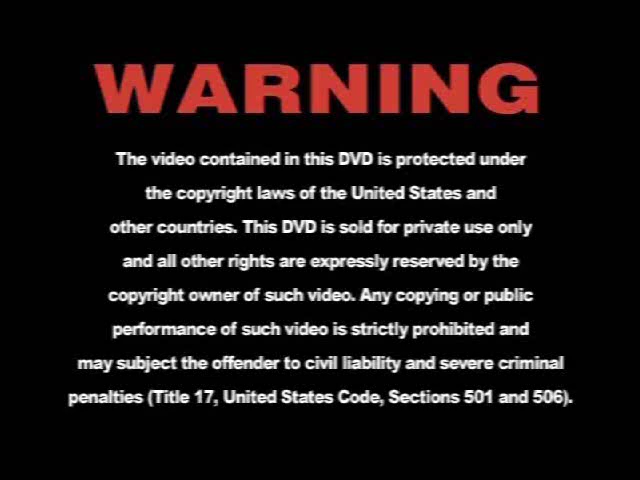 WARNING
The video contained in this DVD is protected under
the copyright laws of the United States and
other countries. This DVD is sold for private use only
and all other rights are expressly reserved by the
copyright owner of such video. Any copying or public
performance of such video is strictly prohibited and
may subject the offender to civil liability and severe criminal
penalties (Title 17, United States Code, Sections 501 and 506).